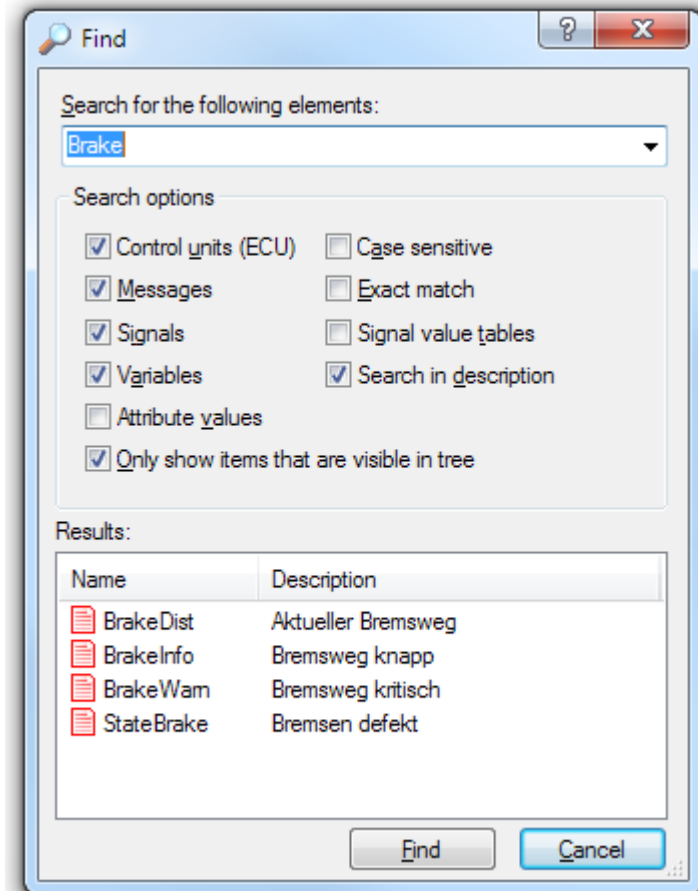 Find
Search for the following elements:
Brake
Search options
Control units (ECU)
Case sensitive
Messages
Exact match
Signals
Signal value tables
Variables
Search in description
Attribute values
Only show items that are visible in tree
Results:
Name Description
BrakeDist Aktueller Bremsweg
BrakeInfo Bremsweg knapp
BrakeWarn Bremsweg kritisch
StateBrake Bremsen defekt
Find Cancel